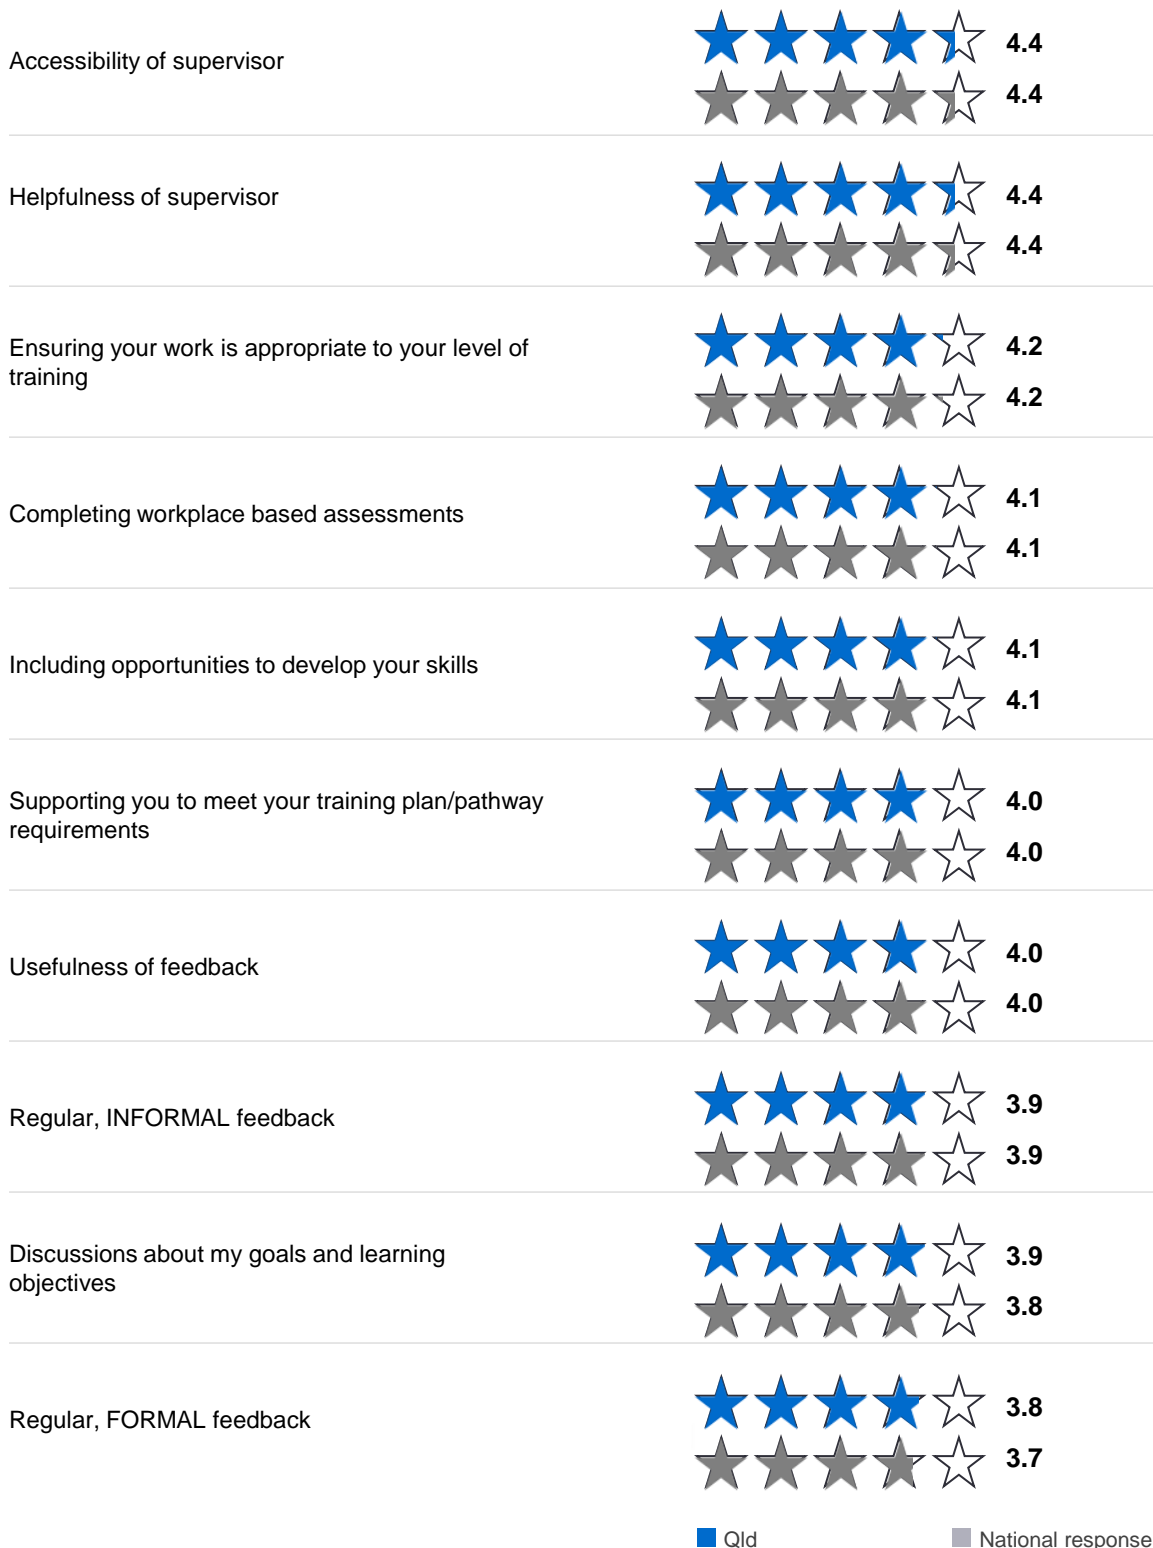 Accessibility of supervisor
4.4
4.4
Helpfulness of supervisor
4.4
4.4
Ensuring your work is appropriate to your level of
training
4.2
4.2
Completing workplace based assessments
4.1
4.1
Including opportunities to develop your skills
4.1
4.1
Supporting you to meet your training plan/pathway
requirements
4.0
4.0
Usefulness of feedback
4.0
4.0
Regular, INFORMAL feedback
3.9
3.9
Discussions about my goals and learning
objectives
3.9
3.8
Regular, FORMAL feedback
3.8
3.7
Qld
National response